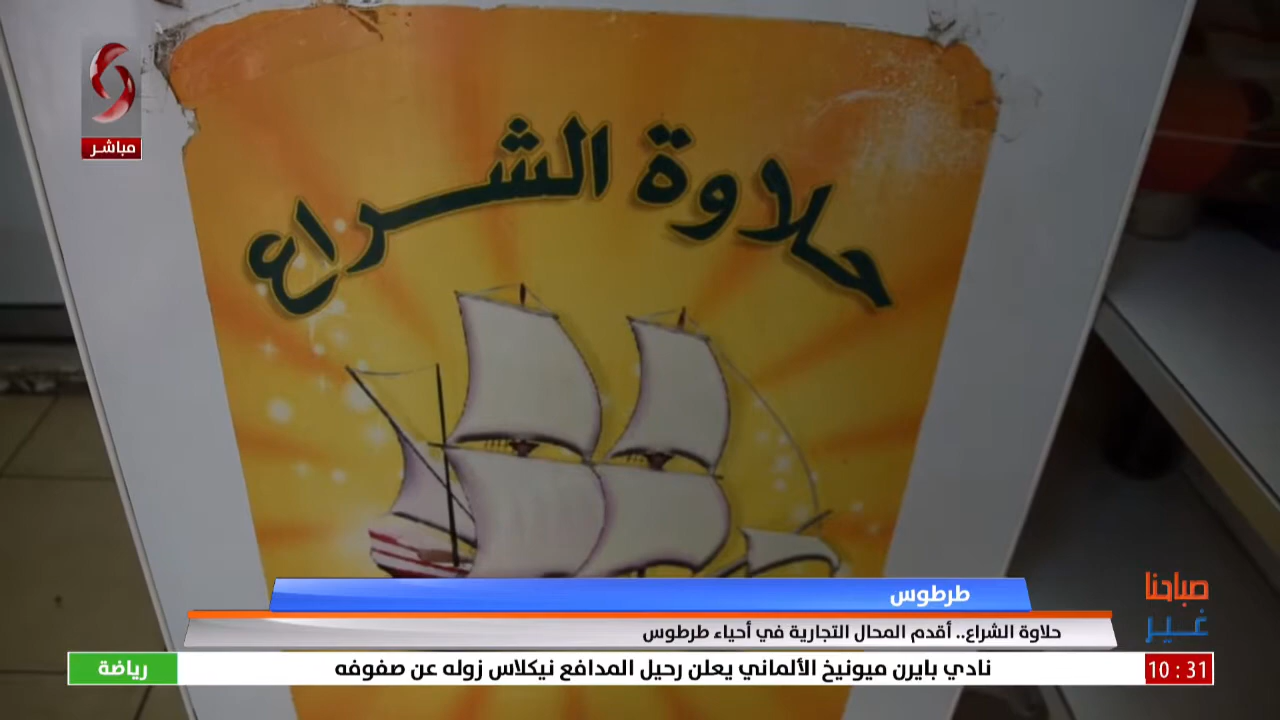 مباشر
حلاوة الشراع
طرطوس
حلاوة الشراع.. أقدم المحال التجارية في أحياء طرطوس
صباحنا
غير
رياضة
نادي بايرن ميونيخ الألماني يعلن رحيل المدافع نيكلاس زوله عن صفوفه
10:31